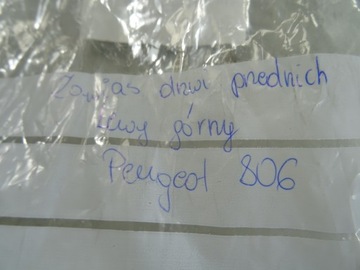 Zawias drzwi przednich
lewy górny
Peugeot 806